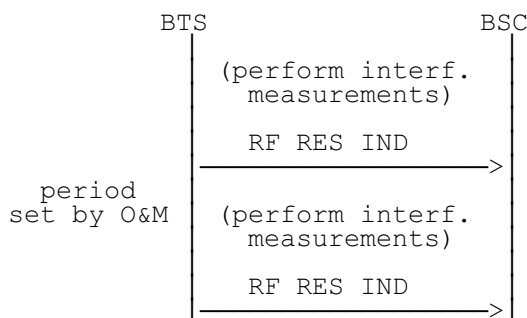 BTS BSC
(perform interf.
measurements)
RF RES IND
period
set by O&M
(perform interf.
measurements)
RF RES IND